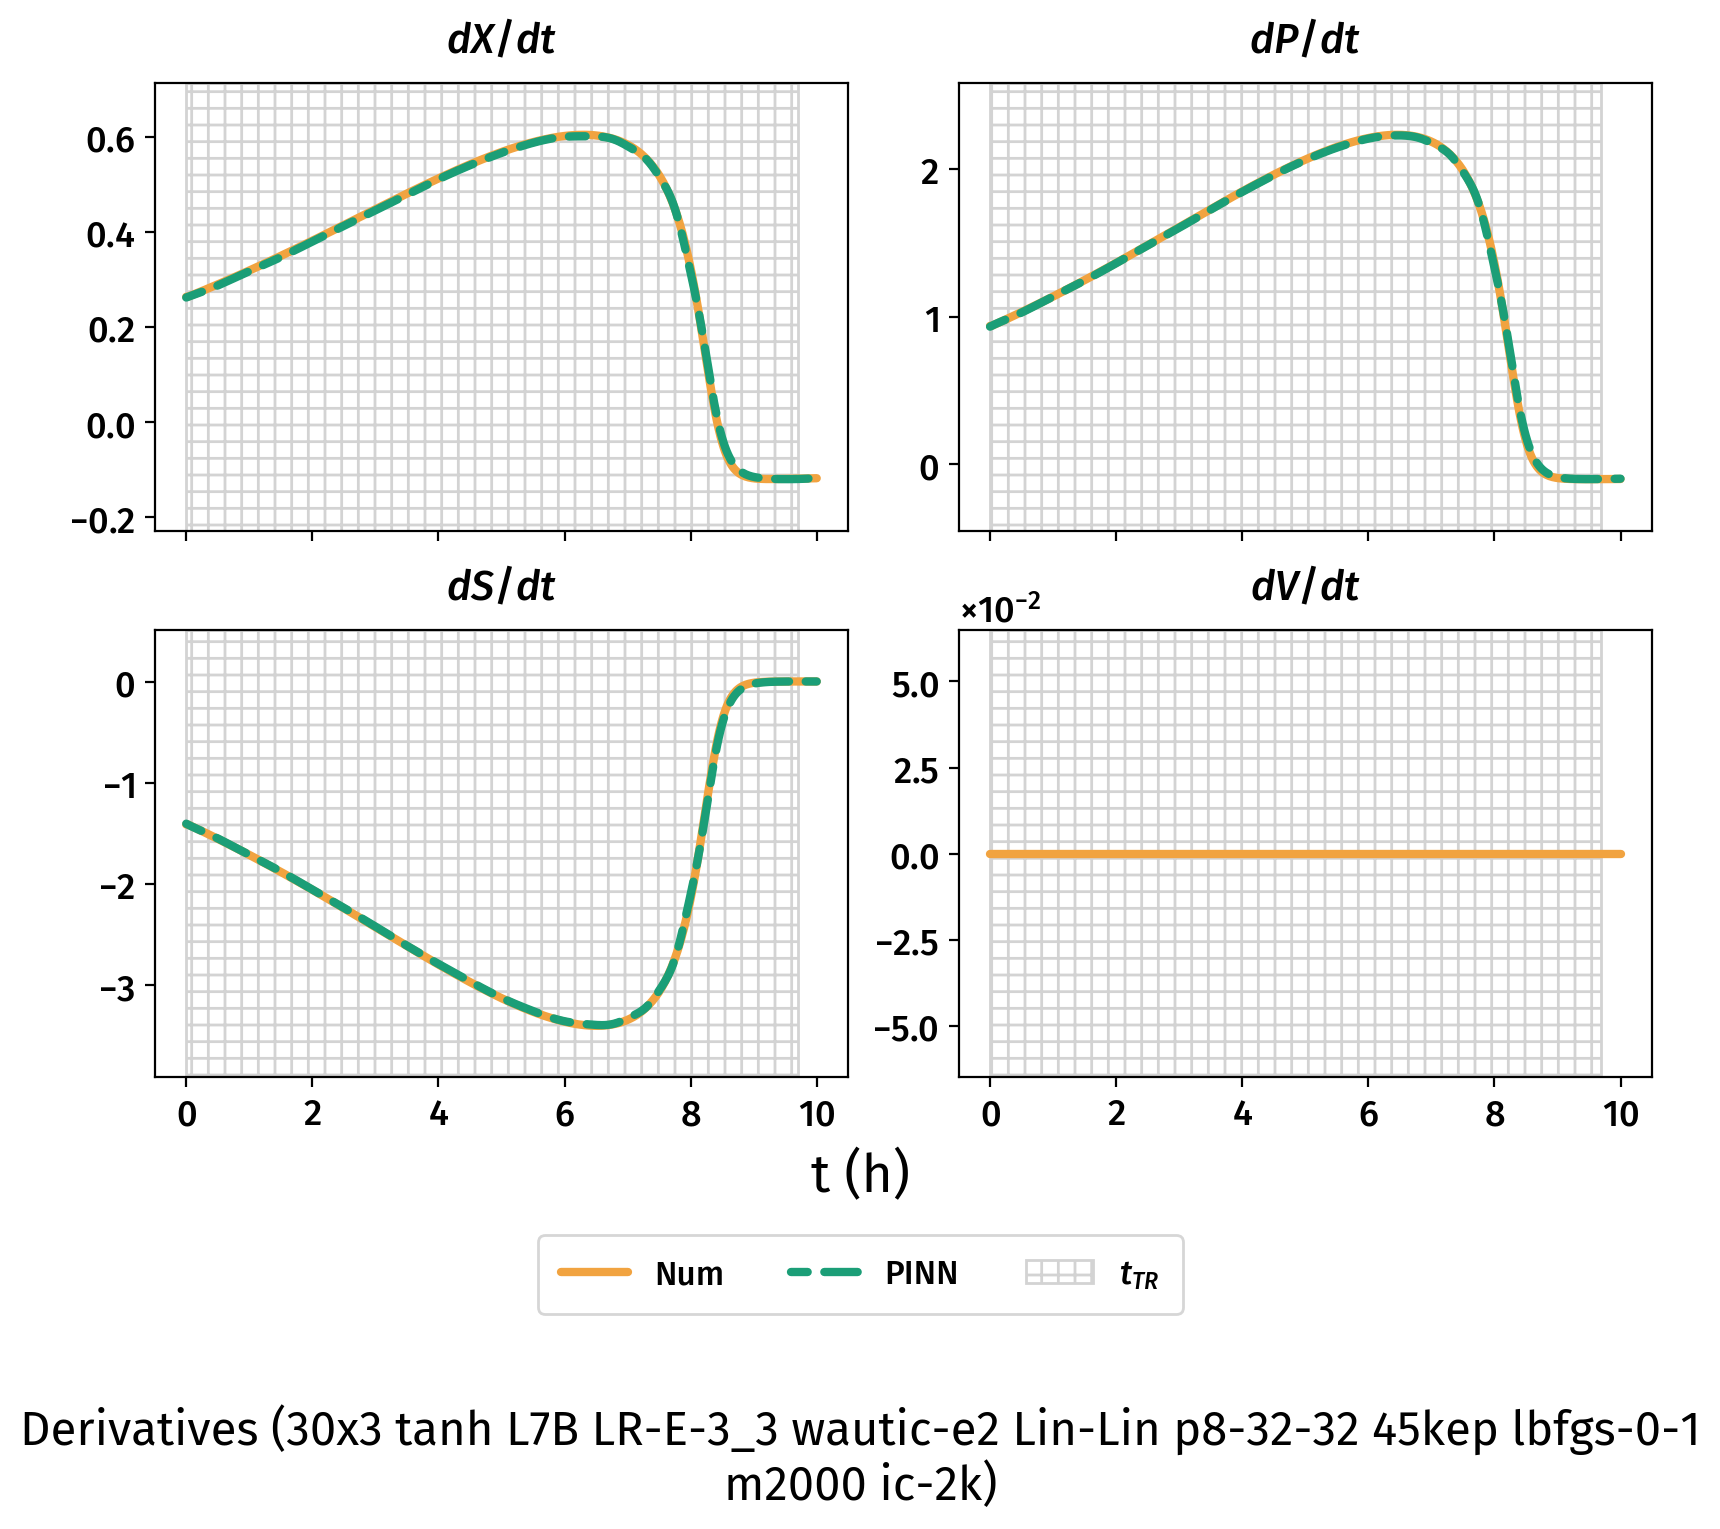 dX/dt
dP/dt
0.6
0.4
0.2
0.0
−0.2
2
1
0
dS/dt
dV/dt
×10⁻²
0
−1
−2
−3
5.0
2.5
0.0
−2.5
−5.0
0 2 4 6 8 10
0 2 4 6 8 10
t (h)
Num PINN t_TR
Derivatives (30x3 tanh L7B LR-E-3_3 wautic-e2 Lin-Lin p8-32-32 45kep lbfgs-0-1
m2000 ic-2k)